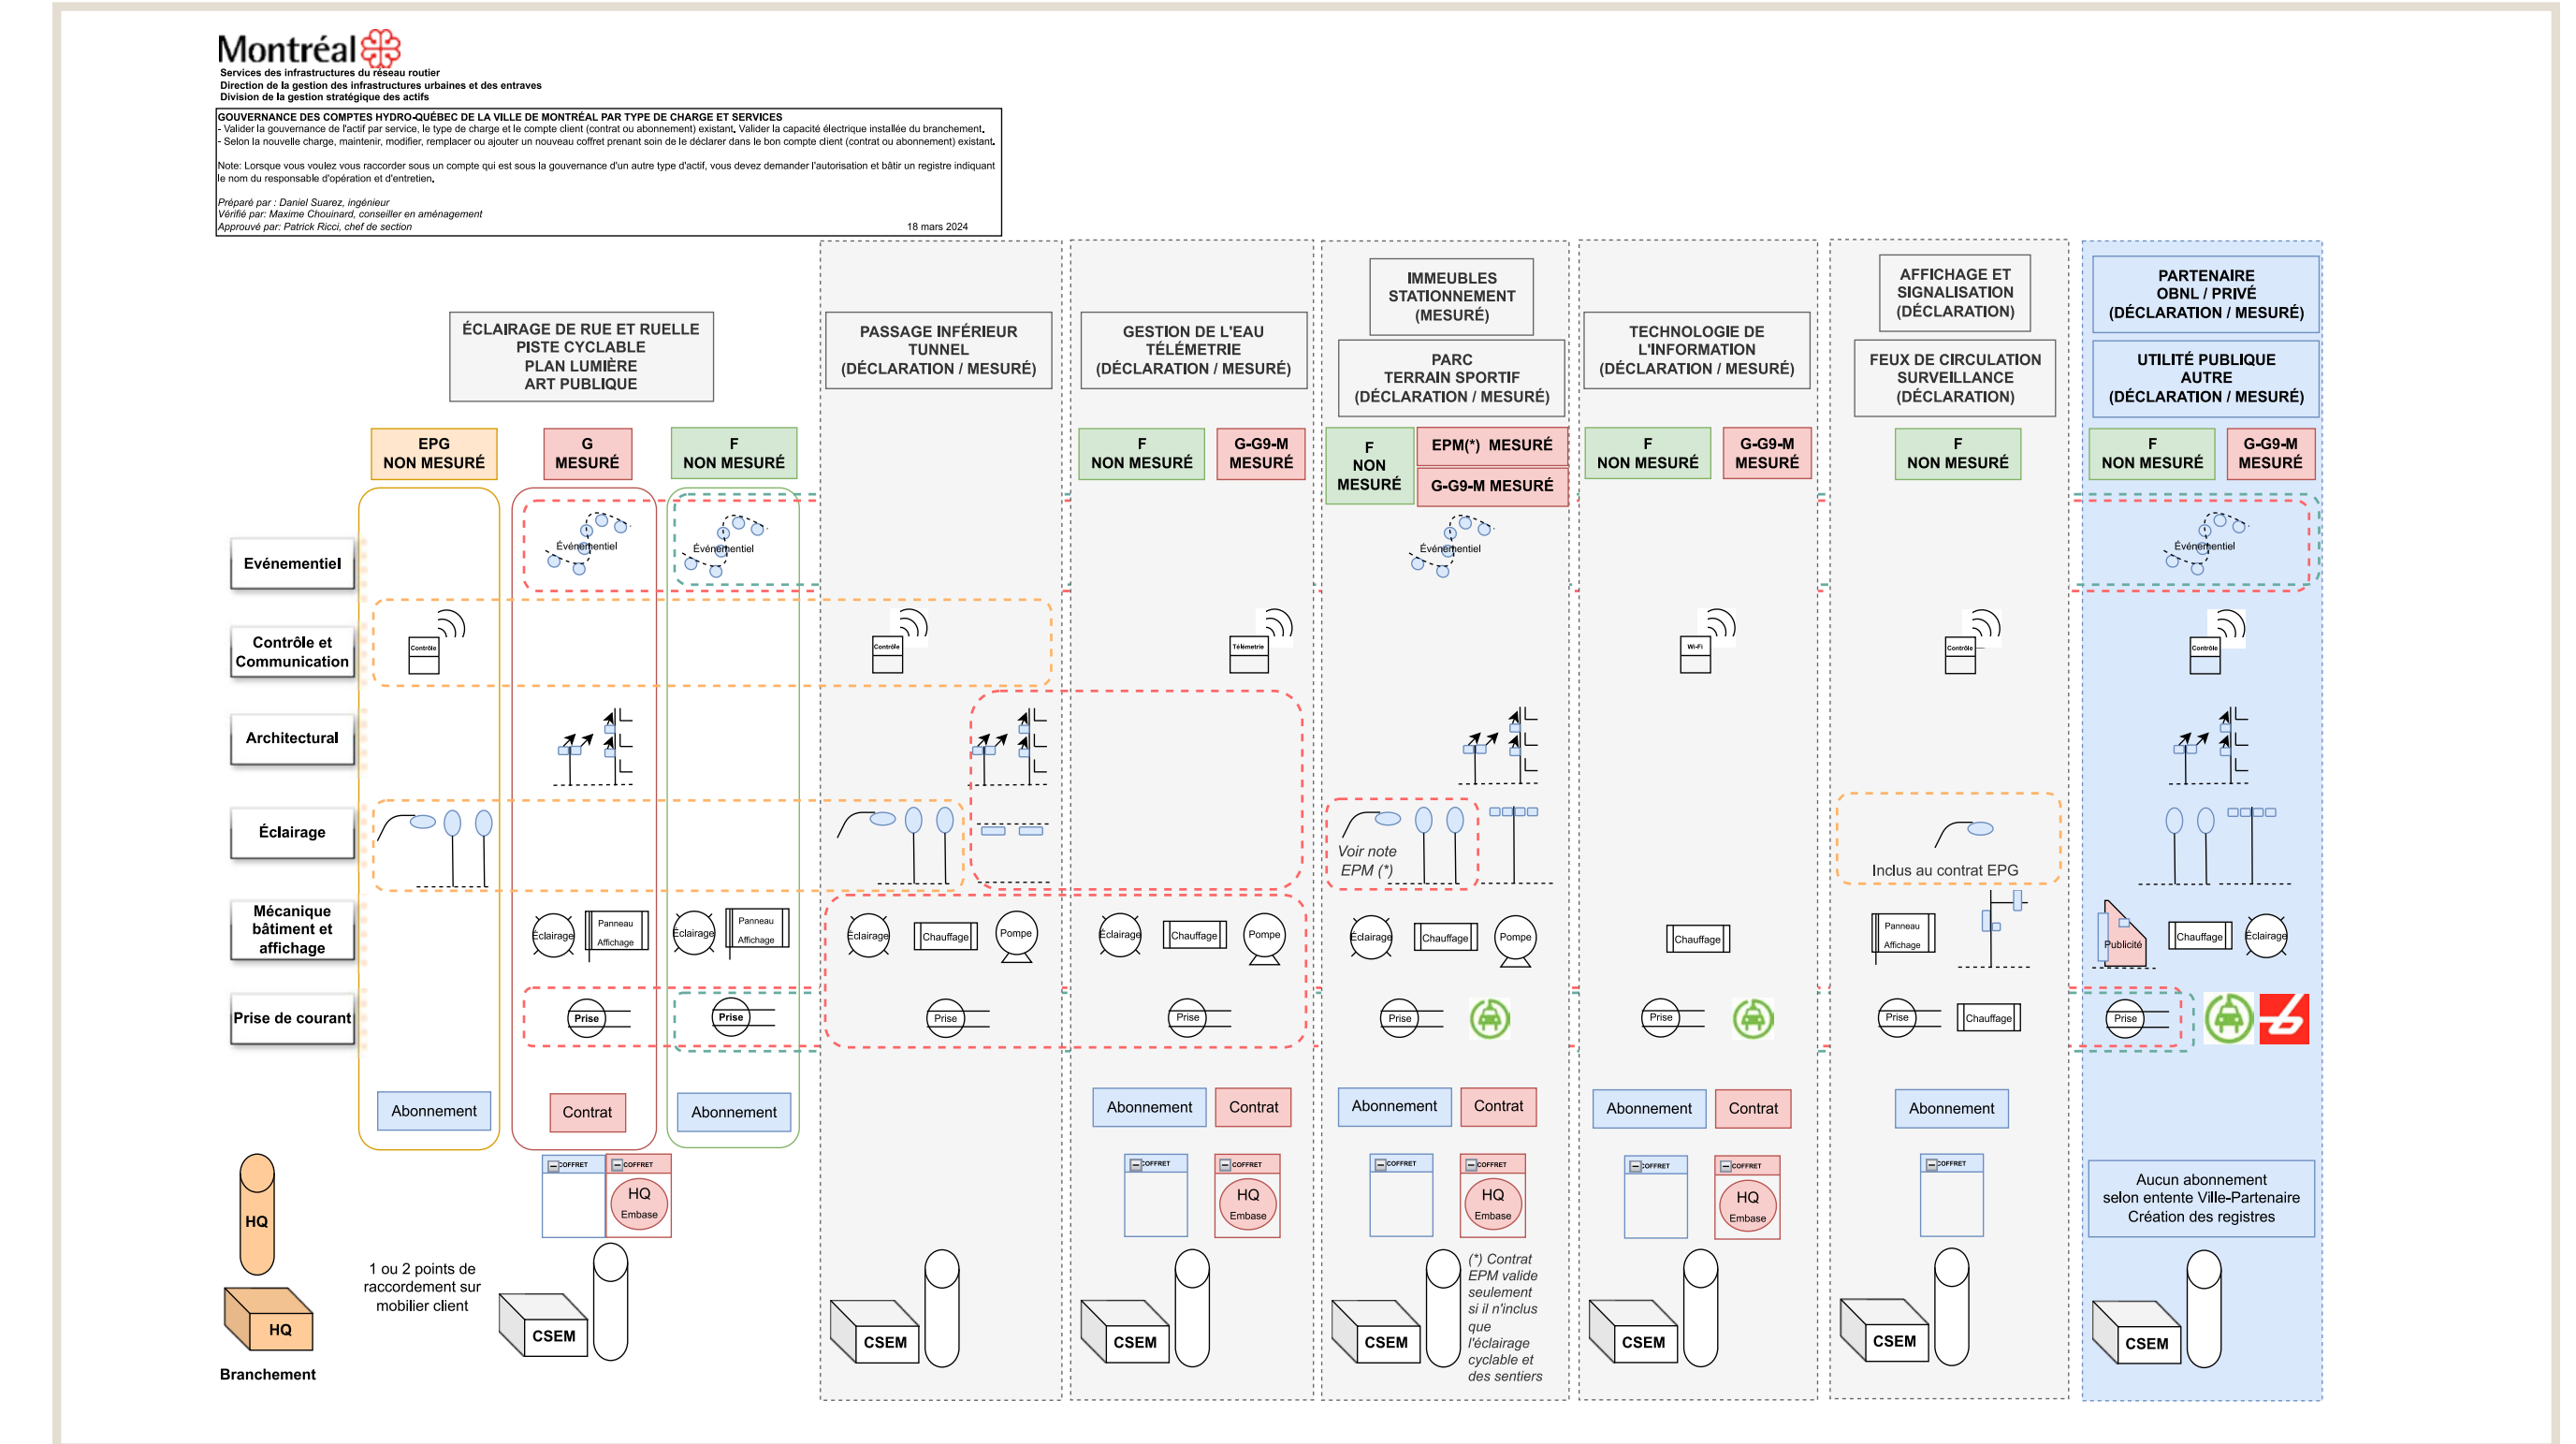 Montréal
Services des infrastructures du réseau routier
Direction de la gestion des infrastructures urbaines et des entraves
Division de la gestion stratégique des actifs
GOUVERNANCE DES COMPTES HYDRO-QUÉBEC DE LA VILLE DE MONTRÉAL PAR TYPE DE CHARGE ET SERVICES
- Valider la gouvernance de l'actif par service, le type de charge et le compte client (contrat ou abonnement) existant. Valider la capacité électrique installée du branchement.
- Selon la nouvelle charge, maintenir, modifier, remplacer ou ajouter un nouveau coffret prenant soin de le déclarer dans le bon compte client (contrat ou abonnement) existant.
Note: Lorsque vous voulez vous raccorder sous un compte qui est sous la gouvernance d'un autre type d'actif, vous devez demander l'autorisation et bâtir un registre indiquant
le nom du responsable d'opération et d'entretien.
Préparé par : Daniel Suarez, ingénieur
Vérifié par: Maxime Chouinard, conseiller en aménagement
Approuvé par: Patrick Ricci, chef de section
18 mars 2024
ÉCLAIRAGE DE RUE ET RUELLE
PISTE CYCLABLE
PLAN LUMIÈRE
ART PUBLIQUE
PASSAGE INFÉRIEUR
TUNNEL
(DÉCLARATION / MESURÉ)
GESTION DE L'EAU
TÉLÉMETRIE
(DÉCLARATION / MESURÉ)
IMMEUBLES
STATIONNEMENT
(MESURÉ)
PARC
TERRAIN SPORTIF
(DÉCLARATION / MESURÉ)
TECHNOLOGIE DE
L'INFORMATION
(DÉCLARATION / MESURÉ)
AFFICHAGE ET
SIGNALISATION
(DÉCLARATION)
FEUX DE CIRCULATION
SURVEILLANCE
(DÉCLARATION)
PARTENAIRE
OBNL / PRIVÉ
(DÉCLARATION / MESURÉ)
UTILITÉ PUBLIQUE
AUTRE
(DÉCLARATION / MESURÉ)
EPG
NON MESURÉ
G
MESURÉ
F
NON MESURÉ
F
NON MESURÉ
G-G9-M
MESURÉ
F
NON
MESURÉ
EPM(*) MESURÉ
G-G9-M MESURÉ
F
NON MESURÉ
G-G9-M
MESURÉ
F
NON MESURÉ
F
NON MESURÉ
G-G9-M
MESURÉ
Evénementiel
Événementiel
Événementiel
Événementiel
Événementiel
Contrôle et
Communication
Contrôle
Contrôle
Télémetrie
Wi-Fi
Contrôle
Contrôle
Architectural
Éclairage
Voir note
EPM (*)
Inclus au contrat EPG
Mécanique
bâtiment et
affichage
Éclairage
Panneau
Affichage
Éclairage
Panneau
Affichage
Éclairage
Chauffage
Pompe
Éclairage
Chauffage
Pompe
Éclairage
Chauffage
Pompe
Chauffage
Panneau
Affichage
Publicité
Chauffage
Éclairage
Prise de courant
Prise
Prise
Prise
Prise
Prise
Prise
Prise
Chauffage
Prise
Abonnement
Contrat
Abonnement
Abonnement
Contrat
Abonnement
Contrat
Abonnement
Contrat
Abonnement
COFFRET
COFFRET
HQ
Embase
COFFRET
COFFRET
HQ
Embase
COFFRET
COFFRET
HQ
Embase
COFFRET
COFFRET
HQ
Embase
COFFRET
Aucun abonnement
selon entente Ville-Partenaire
Création des registres
HQ
HQ
Branchement
1 ou 2 points de
raccordement sur
mobilier client
CSEM
CSEM
CSEM
CSEM
(*) Contrat
EPM valide
seulement
si il n'inclus
que
l'éclairage
cyclable et
des sentiers
CSEM
CSEM
CSEM